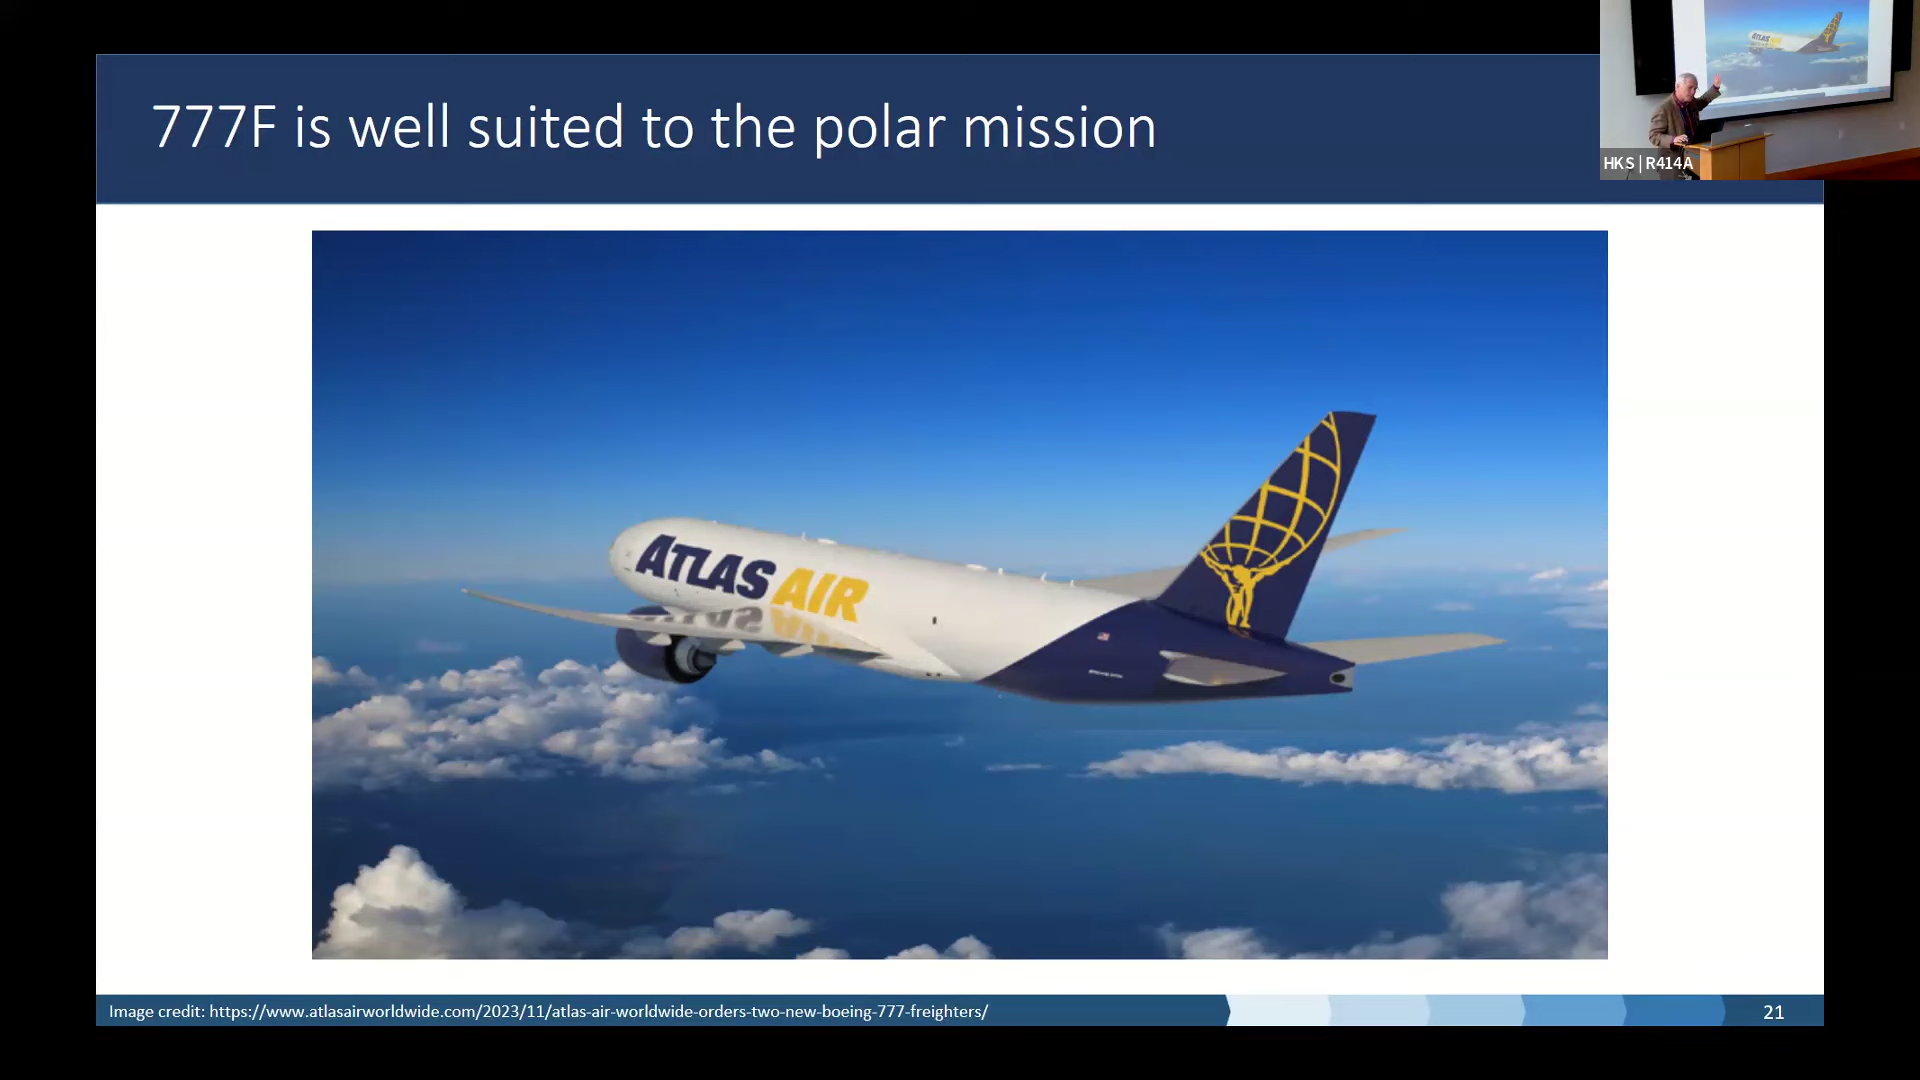 777F is well suited to the polar mission
HKS | R414A
ATLAS AIR
Image credit: https://www.atlasairworldwide.com/2023/11/atlas-air-worldwide-orders-two-new-boeing-777-freighters/
21